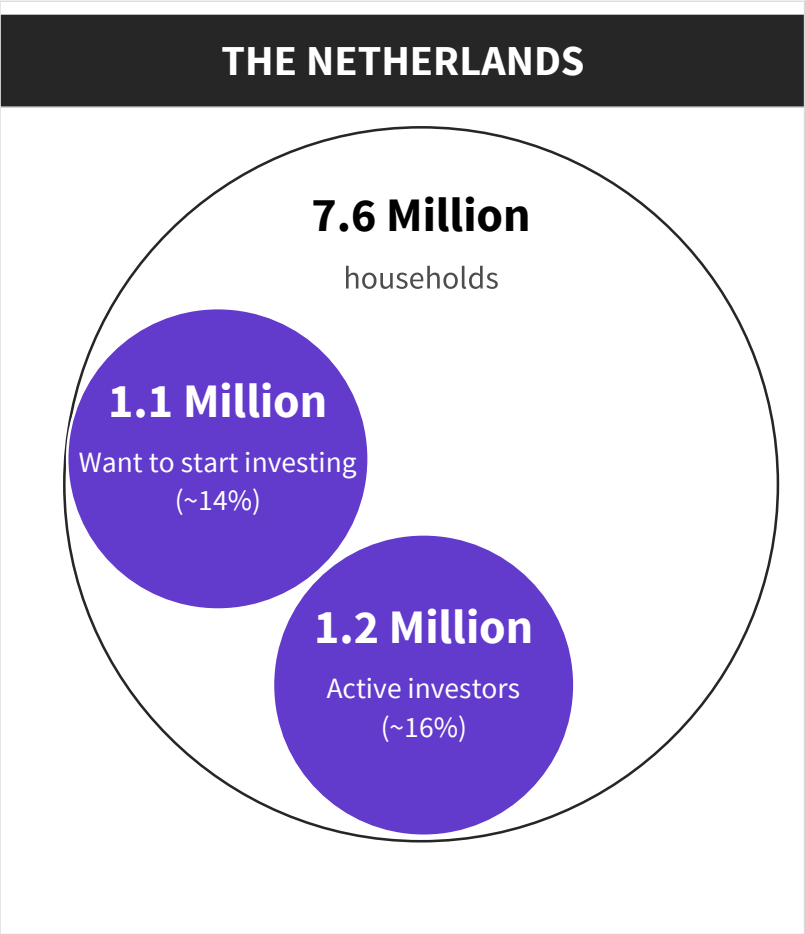 THE NETHERLANDS
7.6 Million
households
1.1 Million
Want to start investing
(~14%)
1.2 Million
Active investors
(~16%)